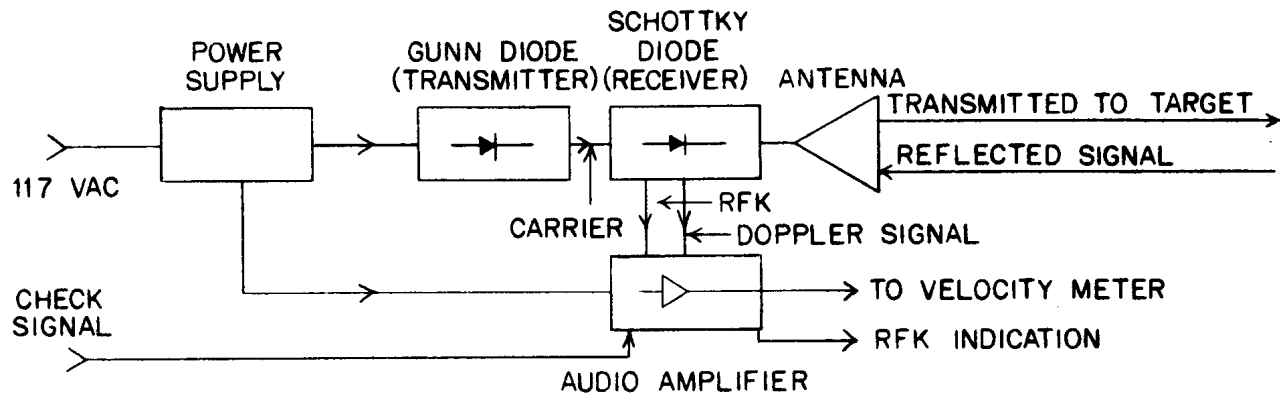 POWER
SUPPLY
GUNN DIODE
(TRANSMITTER)
SCHOTTKY
DIODE
(RECEIVER)
ANTENNA
TRANSMITTED TO TARGET
REFLECTED SIGNAL
117 VAC
CARRIER
RFK
DOPPLER SIGNAL
TO VELOCITY METER
CHECK
SIGNAL
RFK INDICATION
AUDIO AMPLIFIER